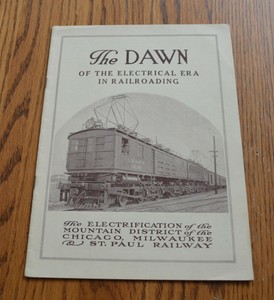 The DAWN
OF THE ELECTRICAL ERA
IN RAILROADING
The ELECTRIFICATION of the
MOUNTAIN DISTRICT of the
CHICAGO, MILWAUKEE
& ST. PAUL RAILWAY